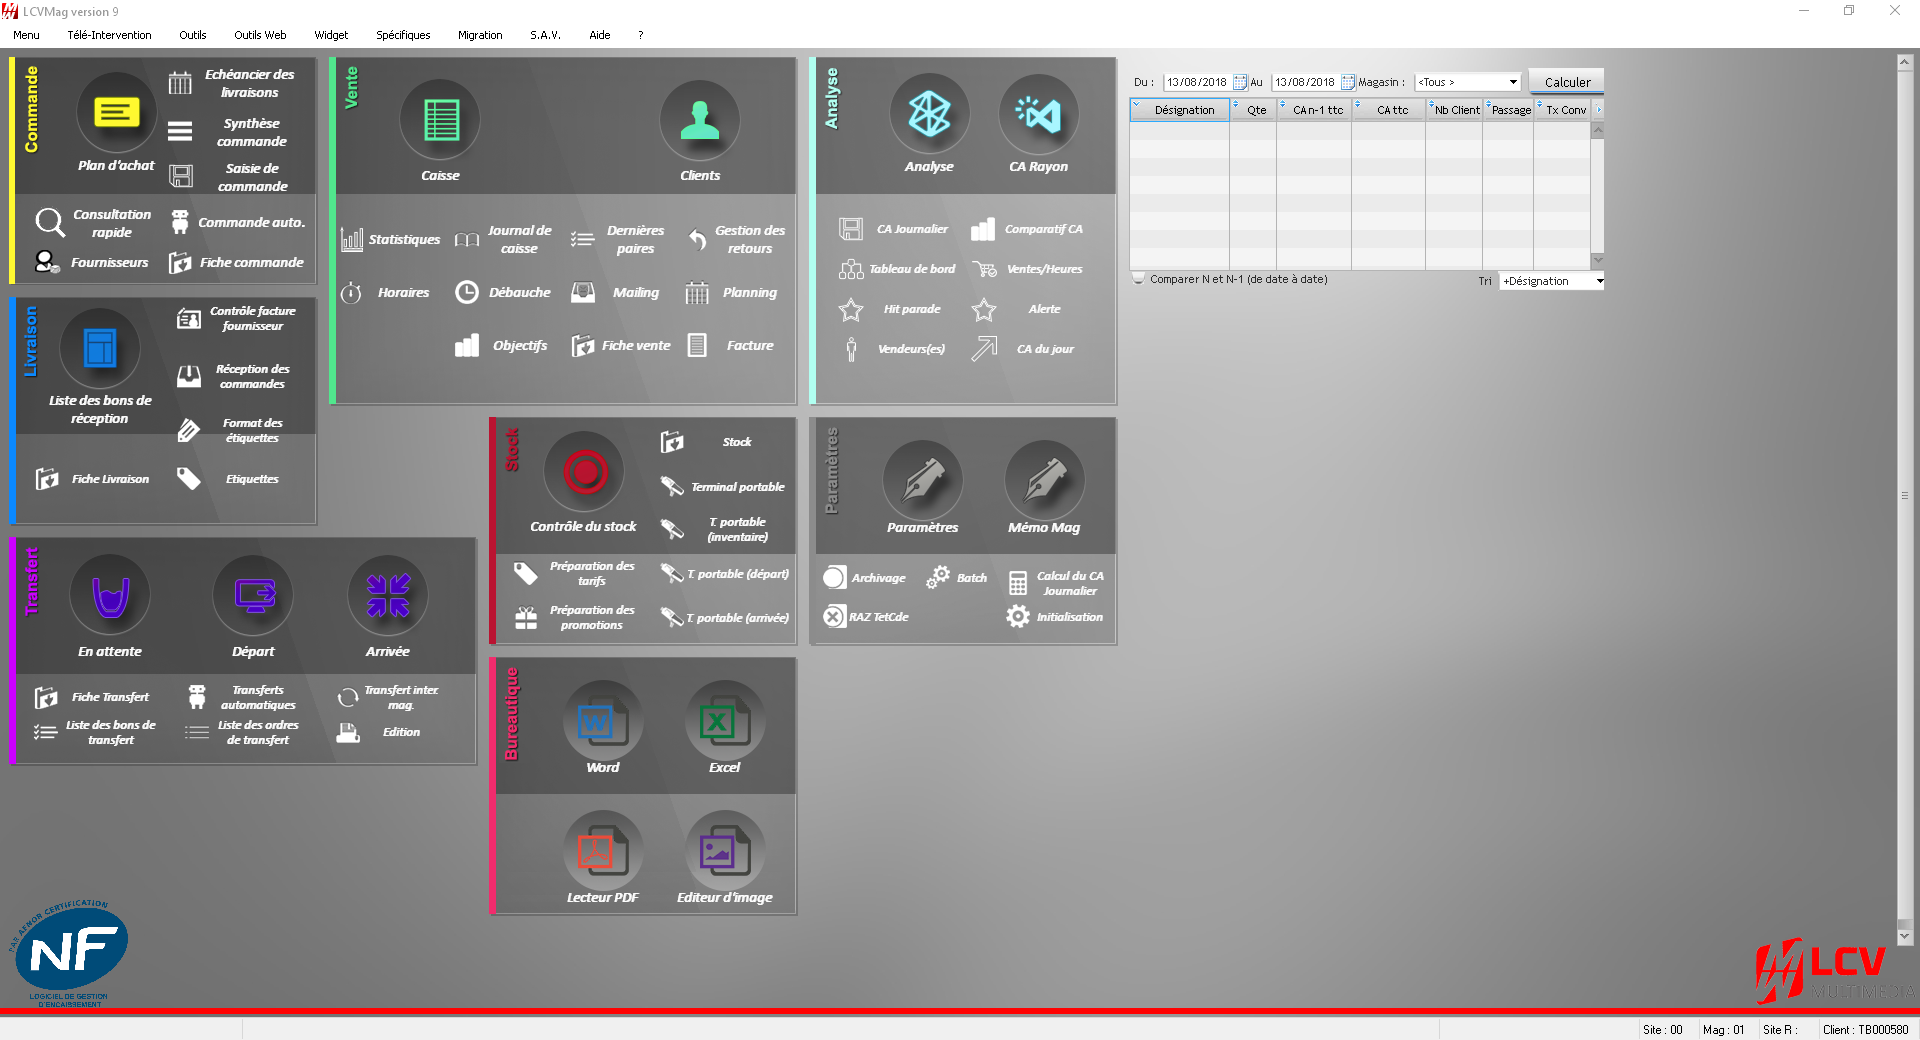 LCVMag version 9
Menu Télé-Intervention Outils Outils Web Widget Spécifiques Migration S.A.V. Aide ?
Commande
Plan d'achat
Echéancier des
livraisons
Synthèse
commande
Saisie de
commande
Consultation
rapide
Commande auto.
Fournisseurs
Fiche commande
Vente
Caisse
Clients
Statistiques
Journal de
caisse
Dernières
paires
Gestion des
retours
Horaires
Débauche
Mailing
Planning
Objectifs
Fiche vente
Facture
Analyse
Analyse
CA Rayon
CA Journalier
Comparatif CA
Tableau de bord
Ventes/Heures
Hit parade
Alerte
Vendeurs(es)
CA du jour
Du : 13/08/2018 Au 13/08/2018 Magasin : <Tous > Calculer
Désignation Qte CA n-1 ttc CA ttc Nb Client Passage Tx Conv
Comparer N et N-1 (de date à date)
Tri +Désignation
Livraison
Liste des bons de
réception
Contrôle facture
fournisseur
Réception des
commandes
Format des
étiquettes
Fiche Livraison
Etiquettes
Stock
Contrôle du stock
Stock
Terminal portable
T. portable
(inventaire)
Préparation des
tarifs
T. portable (départ)
Préparation des
promotions
T. portable (arrivée)
Paramètres
Paramètres
Mémo Mag
Archivage
Batch
Calcul du CA
Journalier
RAZ TetCde
Initialisation
Transfert
En attente
Départ
Arrivée
Fiche Transfert
Transferts
automatiques
Transfert inter.
mag.
Liste des bons de
transfert
Liste des ordres
de transfert
Edition
Bureautique
Word
Excel
Lecteur PDF
Editeur d'image
PAR AFNOR CERTIFICATION
NF
LOGICIEL DE GESTION
D'ENCAISSEMENT
LCV
MULTIMEDIA
Site : 00 Mag : 01 Site R : Client : TB000580